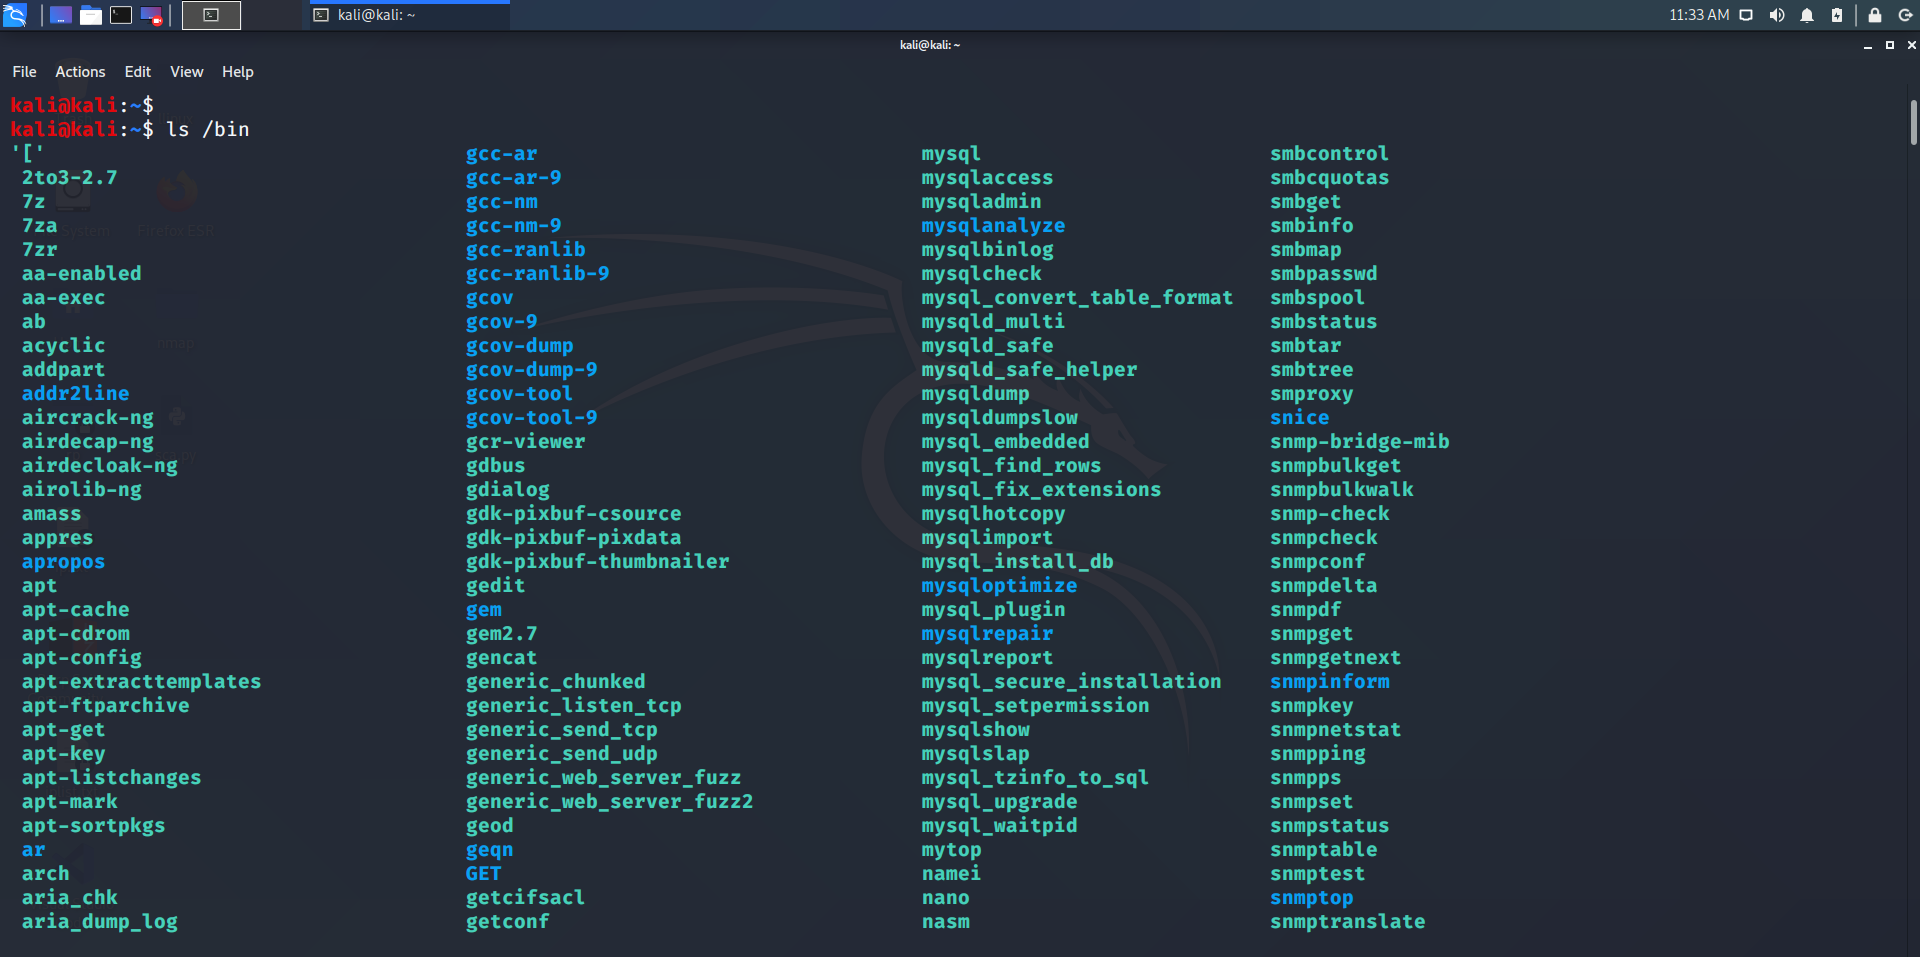 kali@kali: ~
11:33 AM
kali@kali: ~
File Actions Edit View Help
kali@kali:~$
kali@kali:~$ ls /bin
'[' gcc-ar mysql smbcontrol
2to3-2.7 gcc-ar-9 mysqlaccess smbcquotas
7z gcc-nm mysqladmin smbget
7za gcc-nm-9 mysqlanalyze smbinfo
7zr gcc-ranlib mysqlbinlog smbmap
aa-enabled gcc-ranlib-9 mysqlcheck smbpasswd
aa-exec gcov mysql_convert_table_format smbspool
ab gcov-9 mysqld_multi smbstatus
acyclic gcov-dump mysqld_safe smbtar
addpart gcov-dump-9 mysqld_safe_helper smbtree
addr2line gcov-tool mysqldump smproxy
aircrack-ng gcov-tool-9 mysqldumpslow snice
airdecap-ng gcr-viewer mysql_embedded snmp-bridge-mib
airdecloak-ng gdbus mysql_find_rows snmpbulkget
airolib-ng gdialog mysql_fix_extensions snmpbulkwalk
amass gdk-pixbuf-csource mysqlhotcopy snmp-check
appres gdk-pixbuf-pixdata mysqlimport snmpcheck
apropos gdk-pixbuf-thumbnailer mysql_install_db snmpconf
apt gedit mysqloptimize snmpdelta
apt-cache gem mysql_plugin snmpdf
apt-cdrom gem2.7 mysqlrepair snmpget
apt-config gencat mysqlreport snmpgetnext
apt-extracttemplates generic_chunked mysql_secure_installation snmpinform
apt-ftparchive generic_listen_tcp mysql_setpermission snmpkey
apt-get generic_send_tcp mysqlshow snmpnetstat
apt-key generic_send_udp mysqlslap snmpping
apt-listchanges generic_web_server_fuzz mysql_tzinfo_to_sql snmpps
apt-mark generic_web_server_fuzz2 mysql_upgrade snmpset
apt-sortpkgs geod mysql_waitpid snmpstatus
ar geqn mytop snmptable
arch GET namei snmptest
aria_chk getcifsacl nano snmptop
aria_dump_log getconf nasm snmptranslate
System
Firefox ESR
nmap